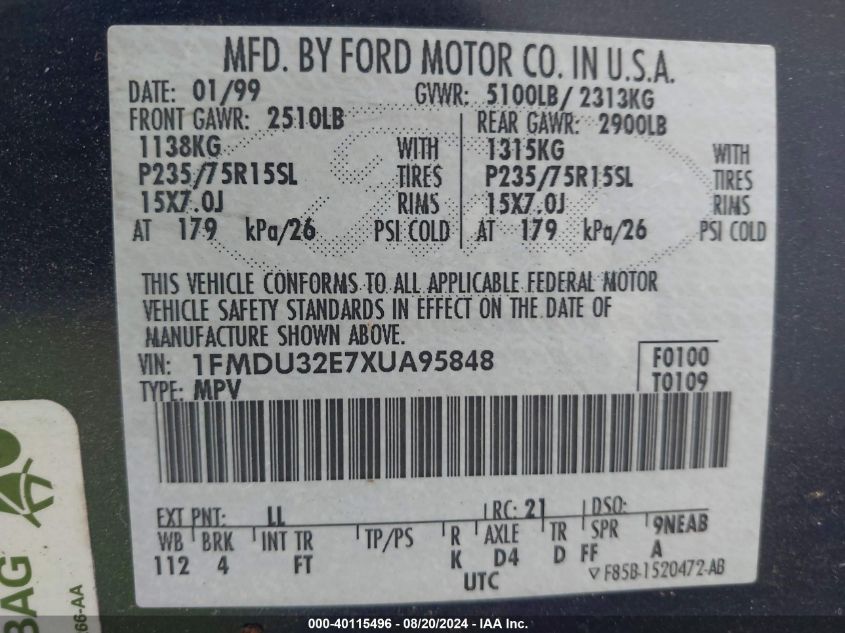 MFD. BY FORD MOTOR CO. IN U.S.A.
DATE: 01/99 GVWR: 5100LB/ 2313KG
FRONT GAWR: 2510LB REAR GAWR: 2900LB
1138KG WITH 1315KG WITH
P235/75R15SL TIRES P235/75R15SL TIRES
15X7.0J RIMS 15X7.0J RIMS
AT 179 kPa/26 PSI COLD AT 179 kPa/26 PSI COLD
THIS VEHICLE CONFORMS TO ALL APPLICABLE FEDERAL MOTOR
VEHICLE SAFETY STANDARDS IN EFFECT ON THE DATE OF
MANUFACTURE SHOWN ABOVE.
VIN: 1FMDU32E7XUA95848 F0100
TYPE: MPV T0109
EXT PNT: LL RC: 21 DSO:
WB BRK INT TR TP/PS R AXLE TR SPR 9NEAB
112 4 FT K D4 D FF A
UTC ▽ F85B-1520472-AB
BAG
66-AA
000 - 40115496 - 08/20/2024 - © IAA, Inc.